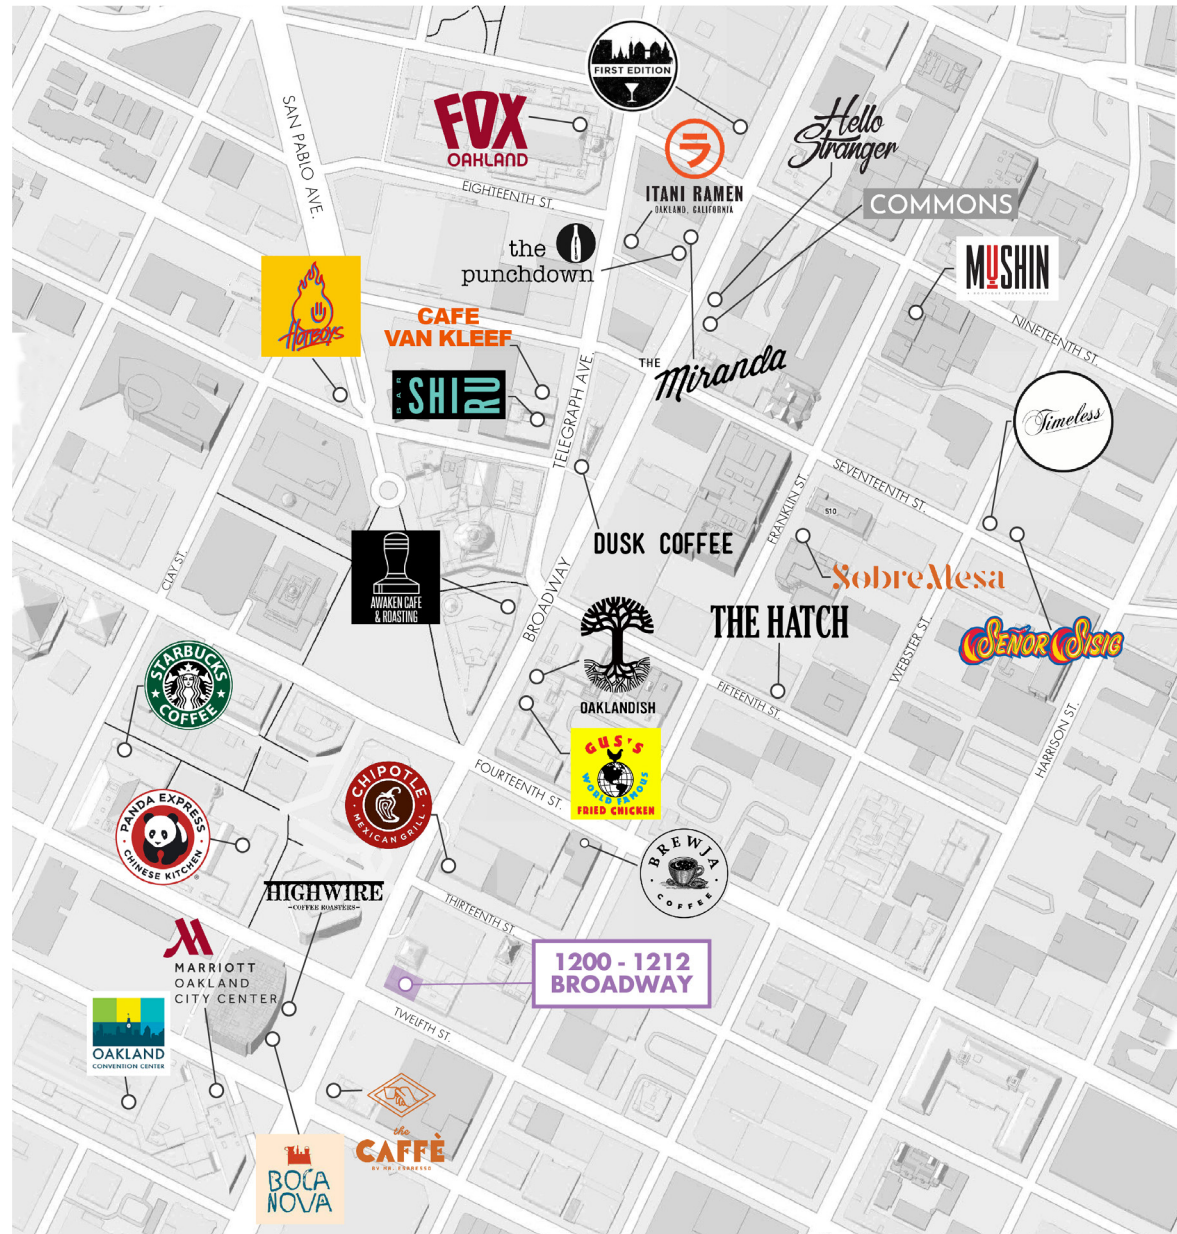 FIRST EDITION
SAN PABLO AVE.
FOX
OAKLAND
Hello
Stranger
ITANI RAMEN
OAKLAND, CALIFORNIA
EIGHTEENTH ST.
COMMONS
the
punchdown
MUSHIN
HOTBOYS
CAFE
VAN KLEEF
NINETEENTH ST.
THE
Miranda
BAR
SHI
RU
TELEGRAPH AVE.
Timeless
SEVENTEENTH ST.
FRANKLIN ST.
510
DUSK COFFEE
CLAY ST.
AWAKEN CAFE
& ROASTING
BROADWAY
SobreMesa
THE HATCH
WEBSTER ST.
SEÑOR SISIG
STARBUCKS
COFFEE
OAKLANDISH
FIFTEENTH ST.
HARRISON ST.
GUS'S
WORLD FAMOUS
FRIED CHICKEN
FOURTEENTH ST.
CHIPOTLE
MEXICAN GRILL
PANDA EXPRESS
CHINESE KITCHEN
®
BREWJA
COFFEE
HIGHWIRE
-COFFEE ROASTERS-
THIRTEENTH ST.
1200 - 1212
BROADWAY
MARRIOTT
OAKLAND
CITY CENTER
TWELFTH ST.
OAKLAND
CONVENTION CENTER
the
CAFFÈ
BY MR. ESPRESSO
BOCA
NOVA